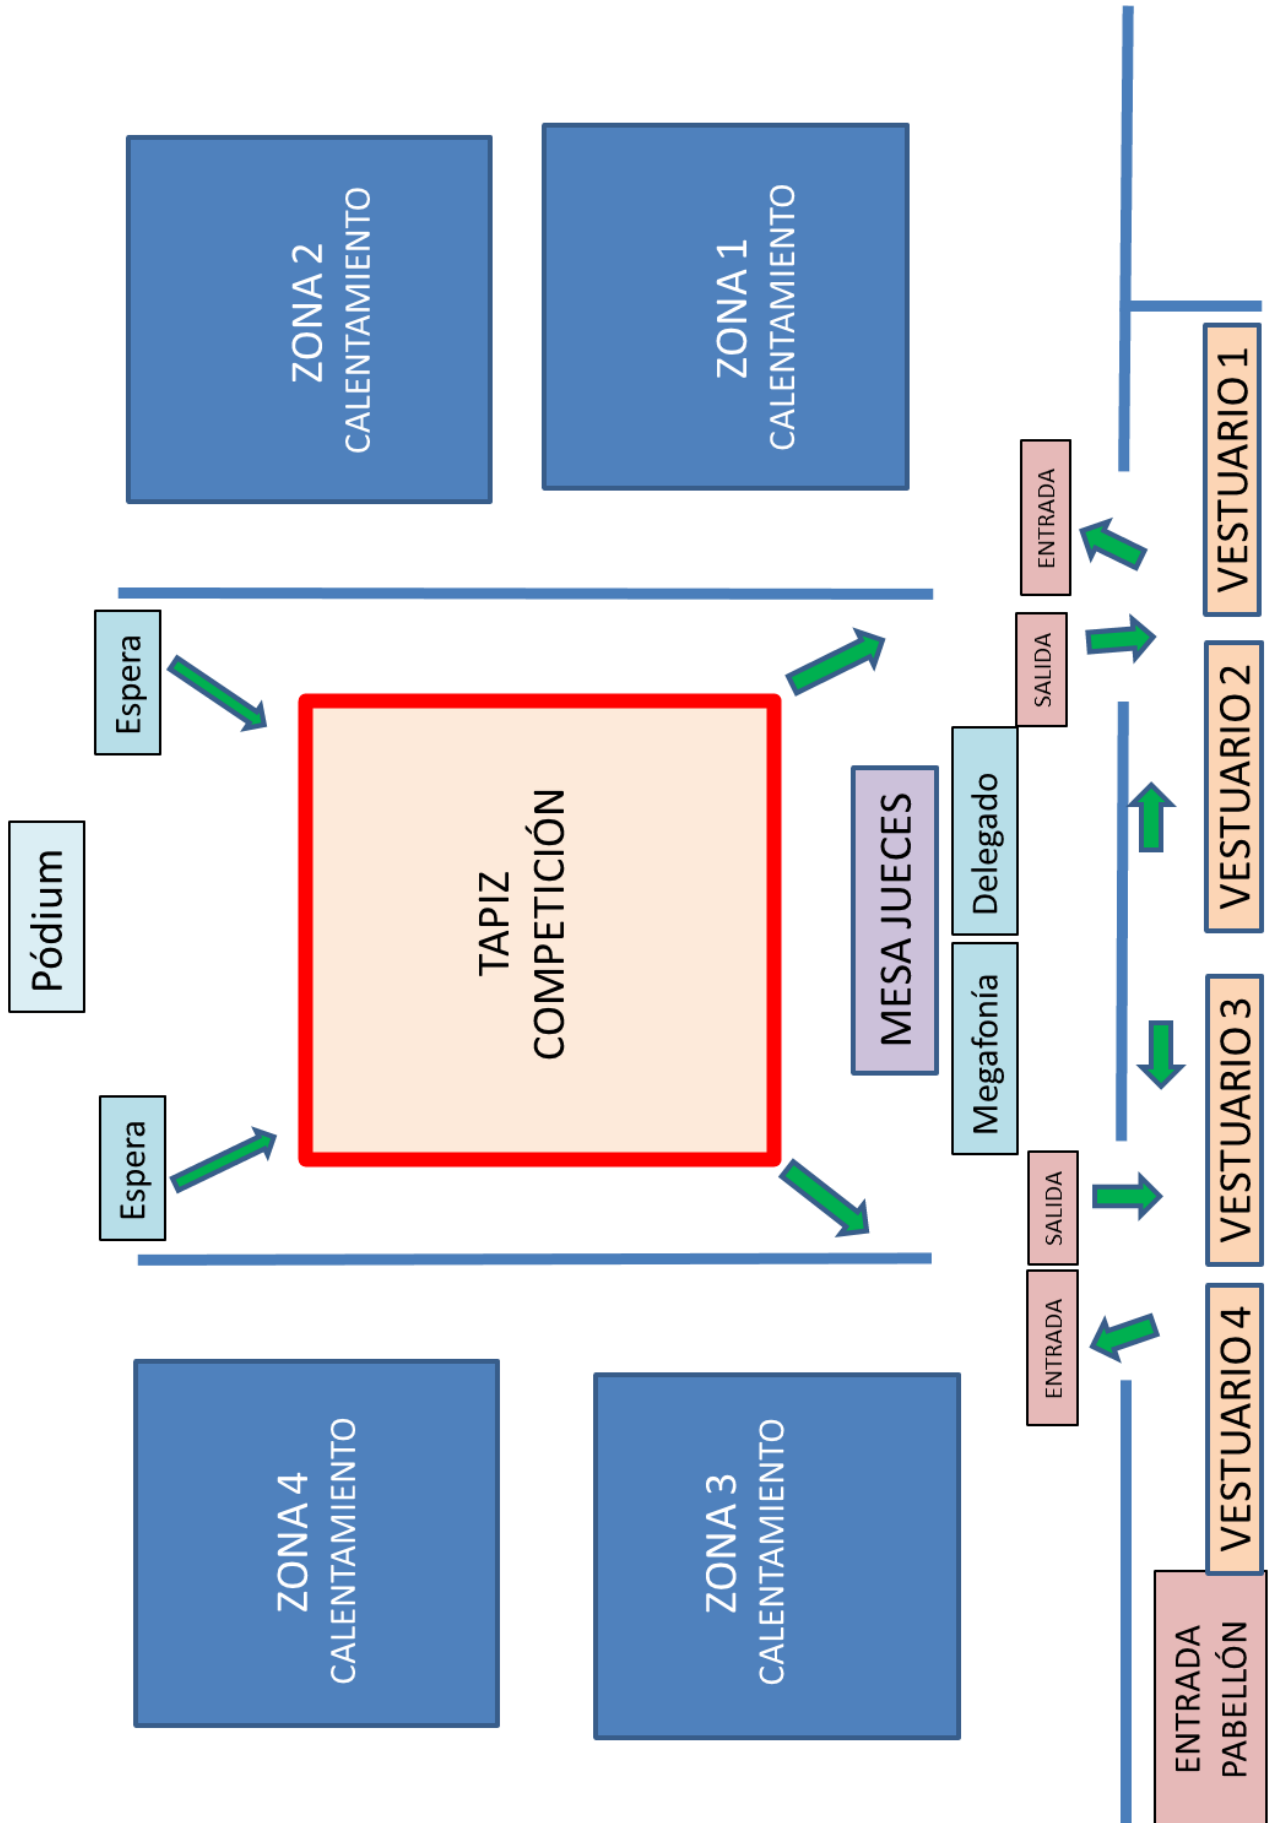 Pódium
Espera
Espera
ZONA 4
CALENTAMIENTO
ZONA 2
CALENTAMIENTO
TAPIZ
COMPETICIÓN
ZONA 3
CALENTAMIENTO
ZONA 1
CALENTAMIENTO
MESA JUECES
Megafonía
Delegado
ENTRADA
SALIDA
SALIDA
ENTRADA
ENTRADA
PABELLÓN
VESTUARIO 4
VESTUARIO 3
VESTUARIO 2
VESTUARIO 1